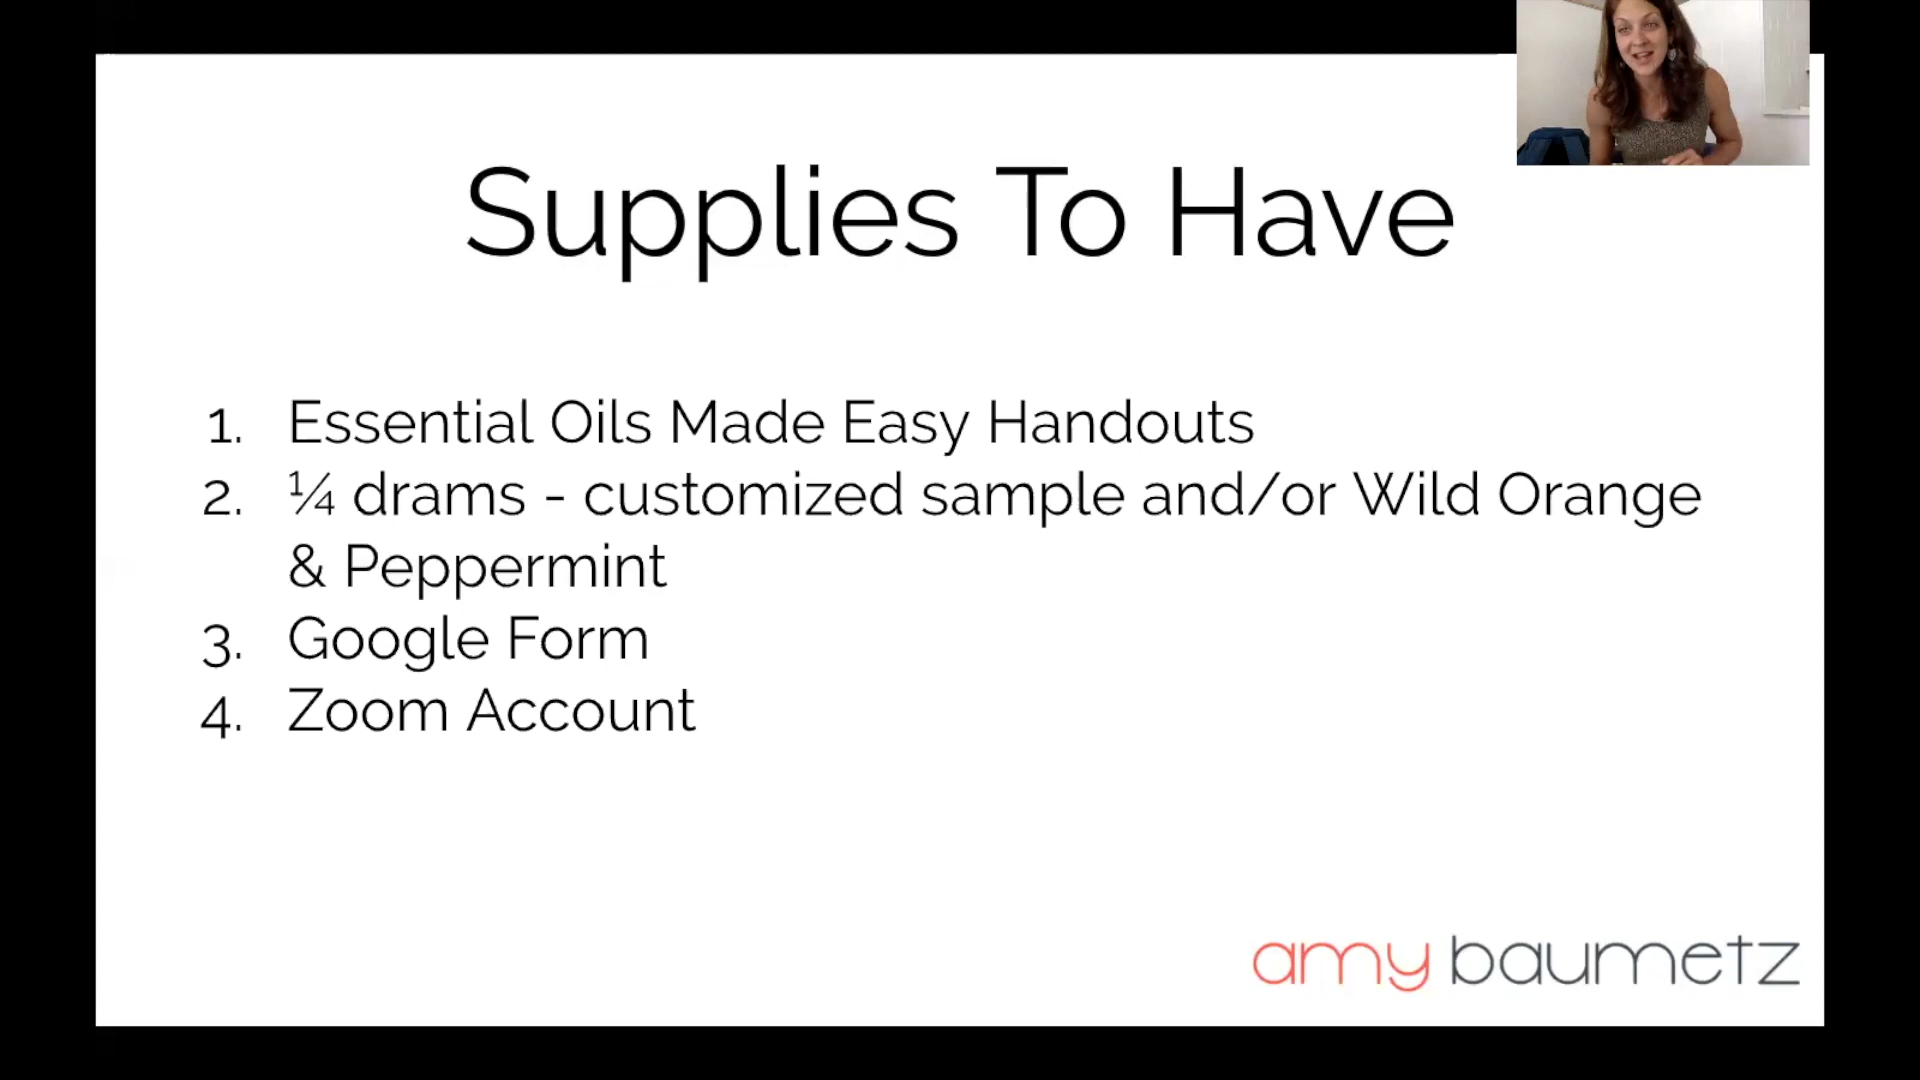 Supplies To Have
1. Essential Oils Made Easy Handouts
2. ¼ drams - customized sample and/or Wild Orange
& Peppermint
3. Google Form
4. Zoom Account
amy baumetz